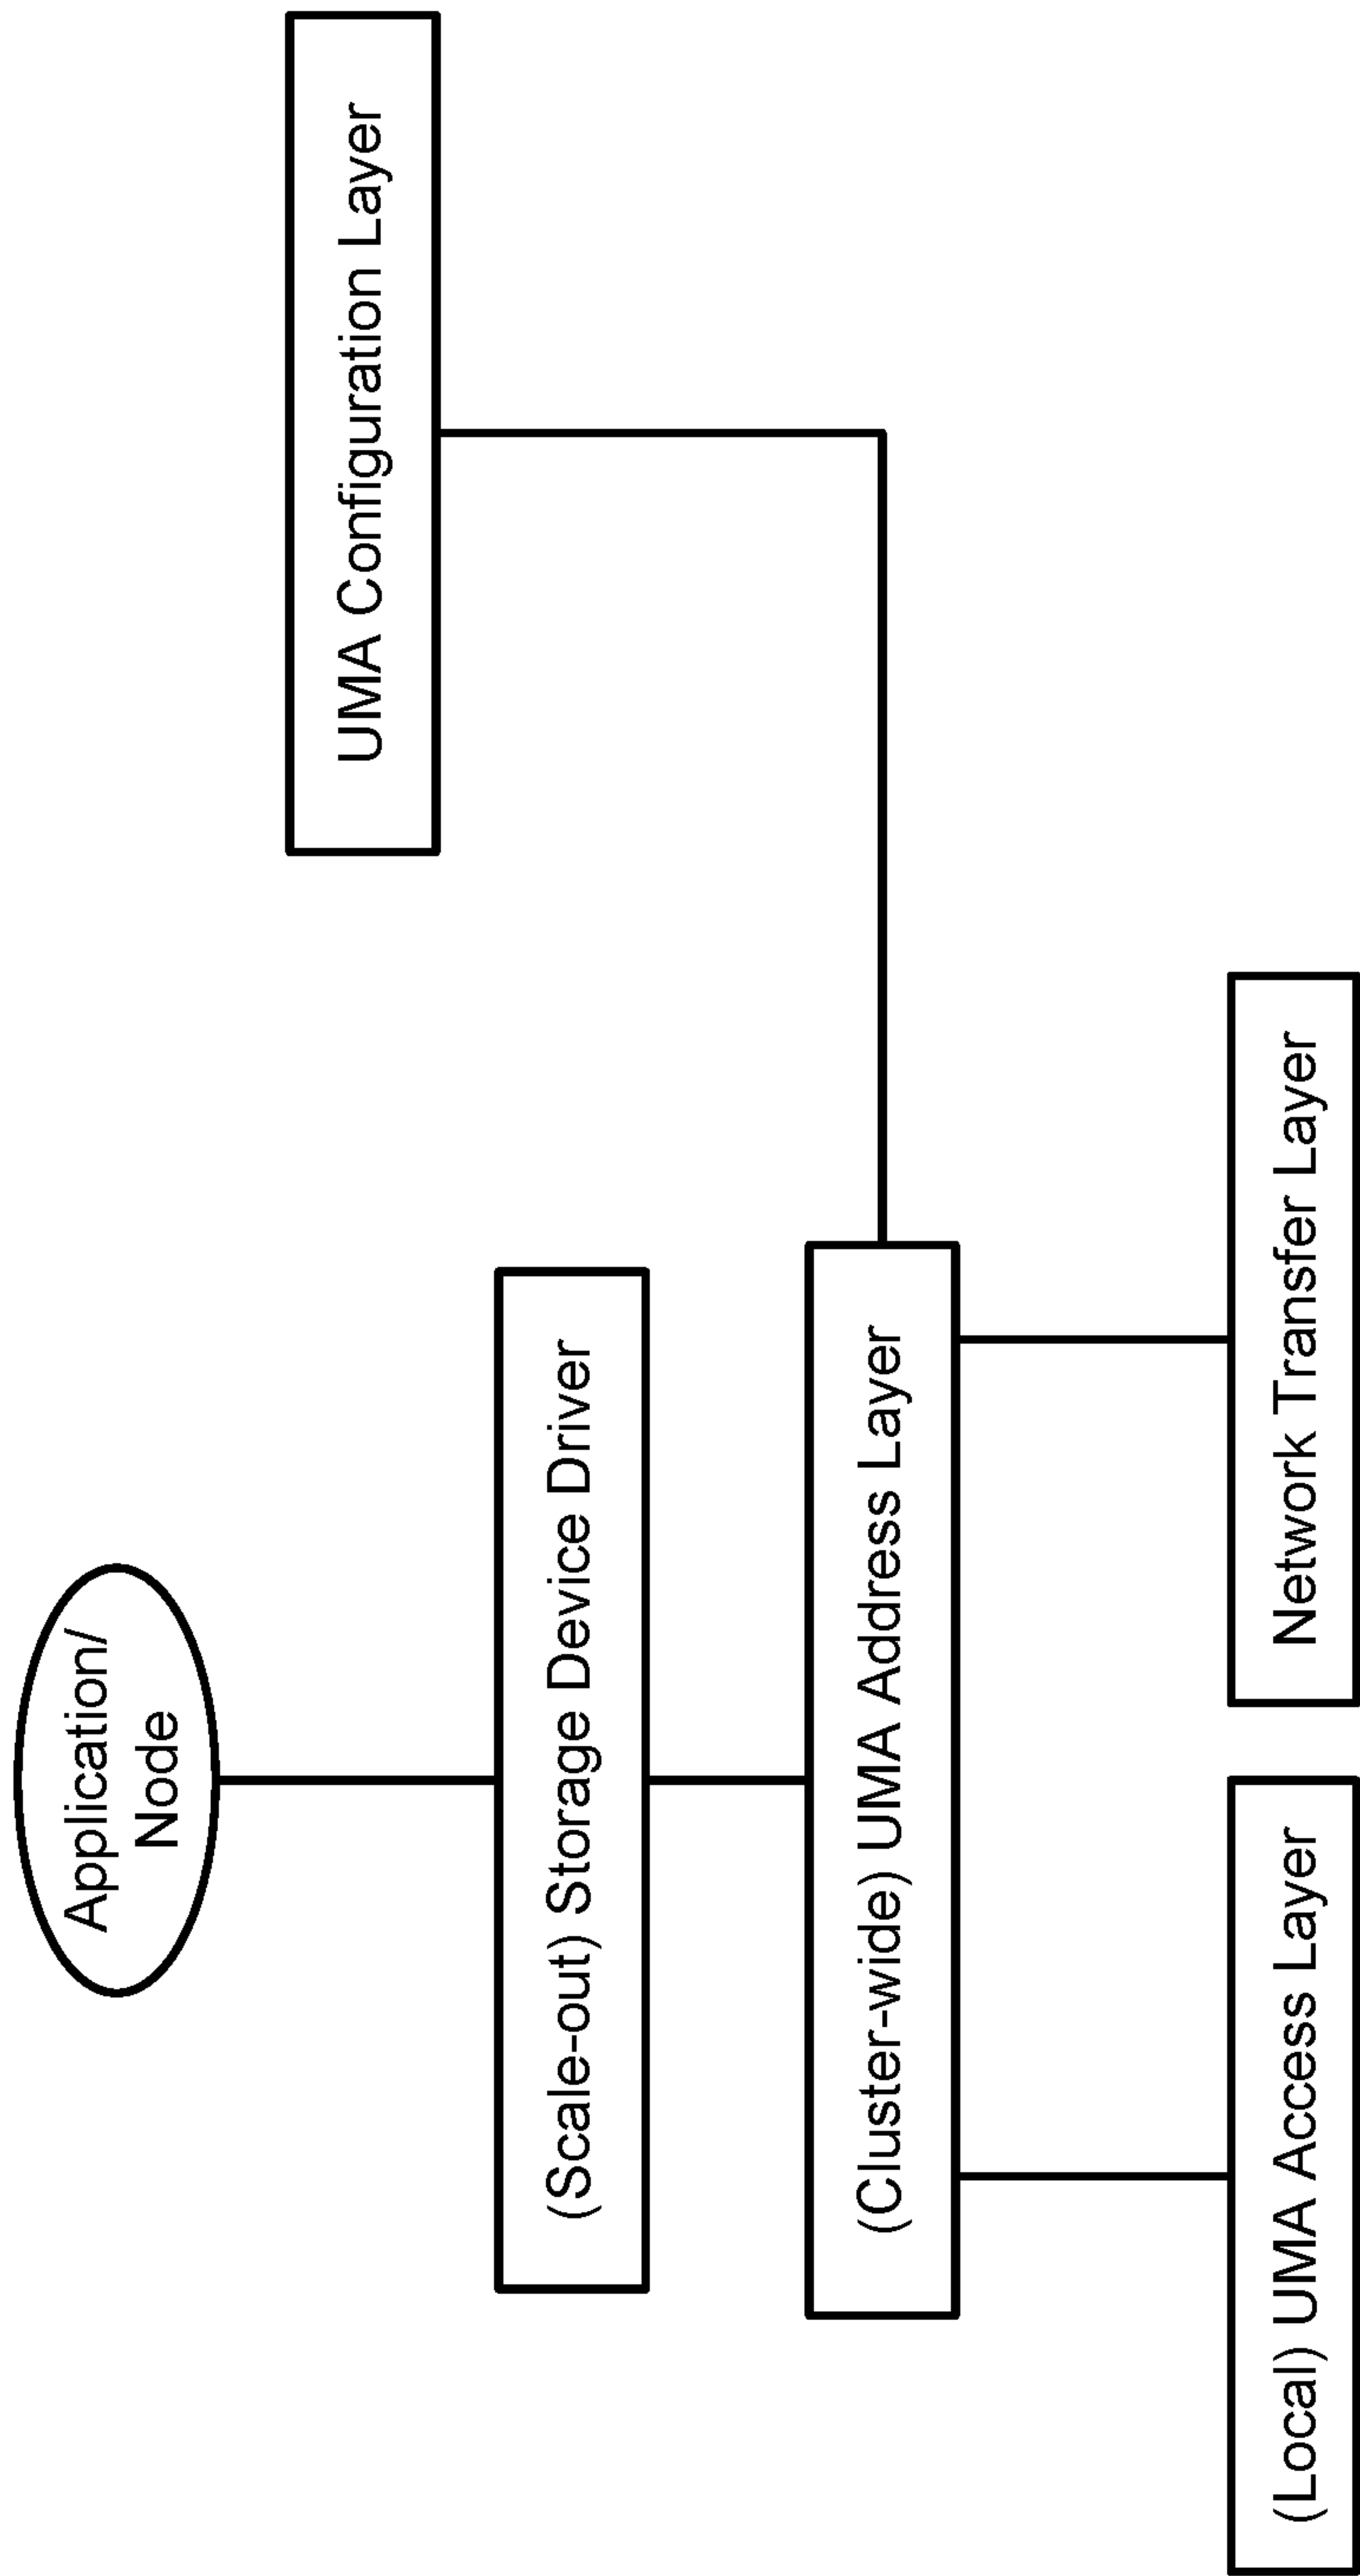 Application/
Node
UMA Configuration Layer
(Scale-out) Storage Device Driver
(Cluster-wide) UMA Address Layer
(Local) UMA Access Layer
Network Transfer Layer